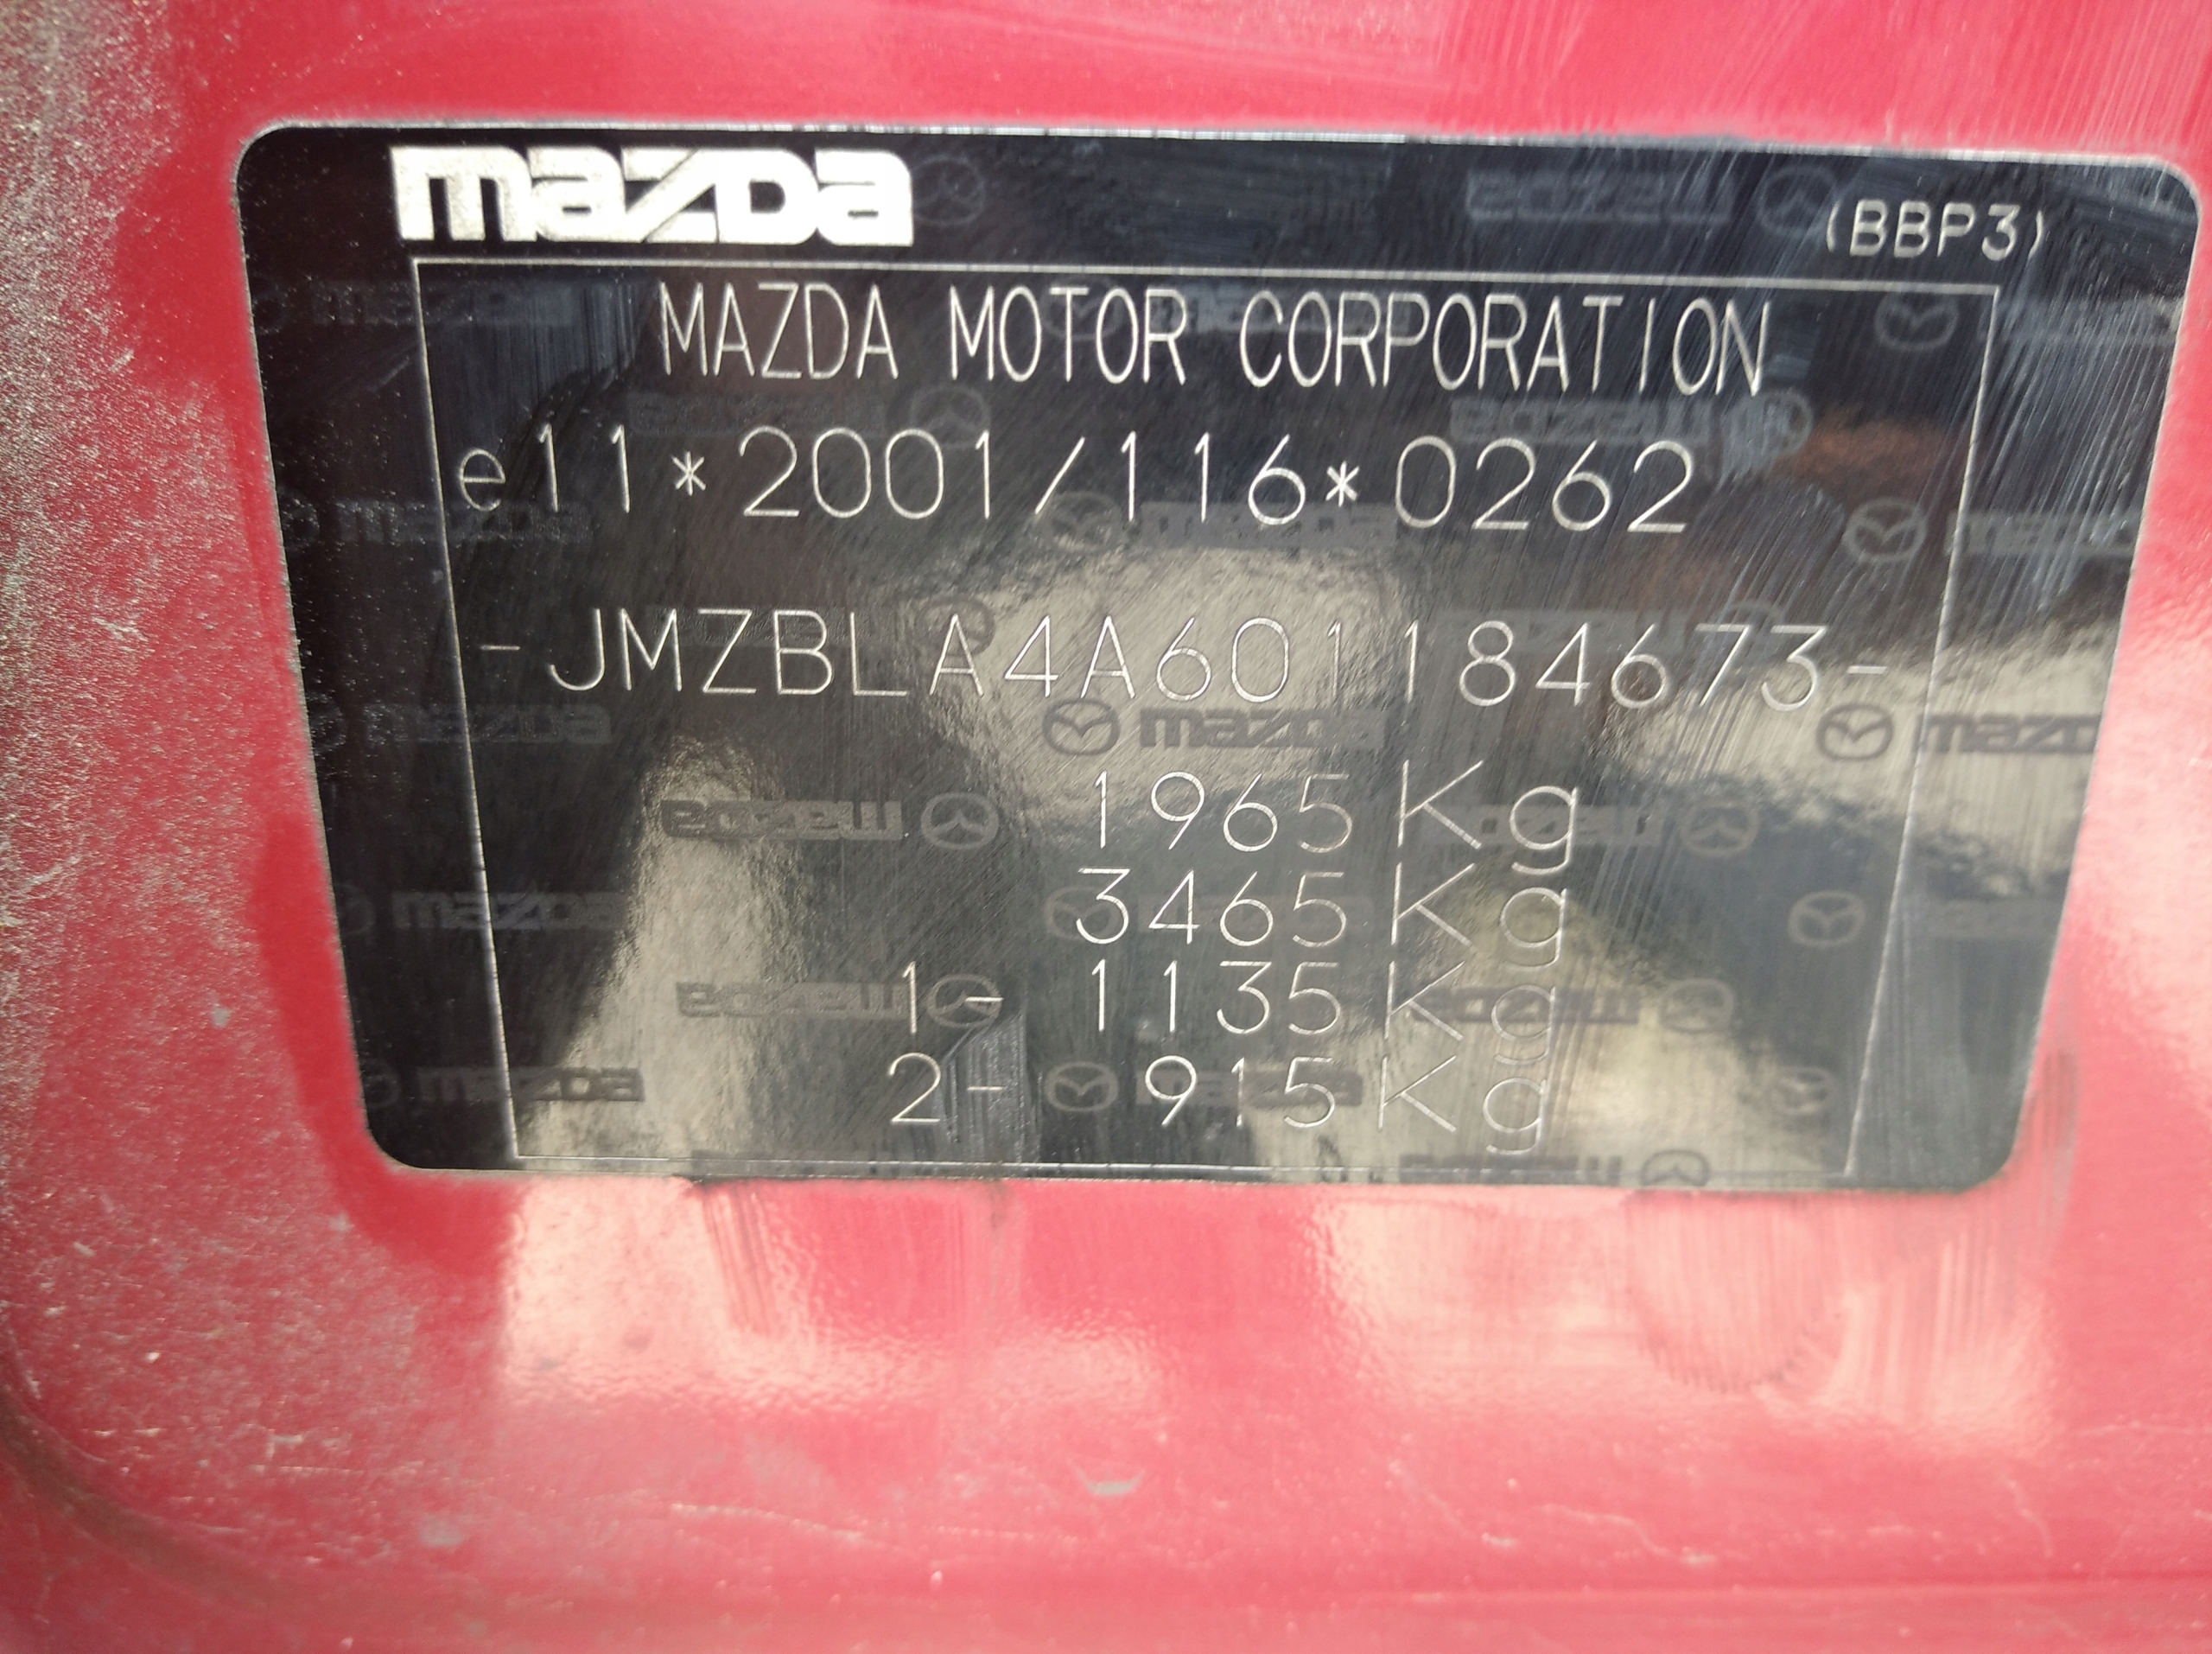 mazDa
(BBP3)
MAZDA MOTOR CORPORATION
e11*2001/116*0262
-JMZBLA4A601184673-
1965Kg
3465Kg
1- 1135Kg
2- 915Kg